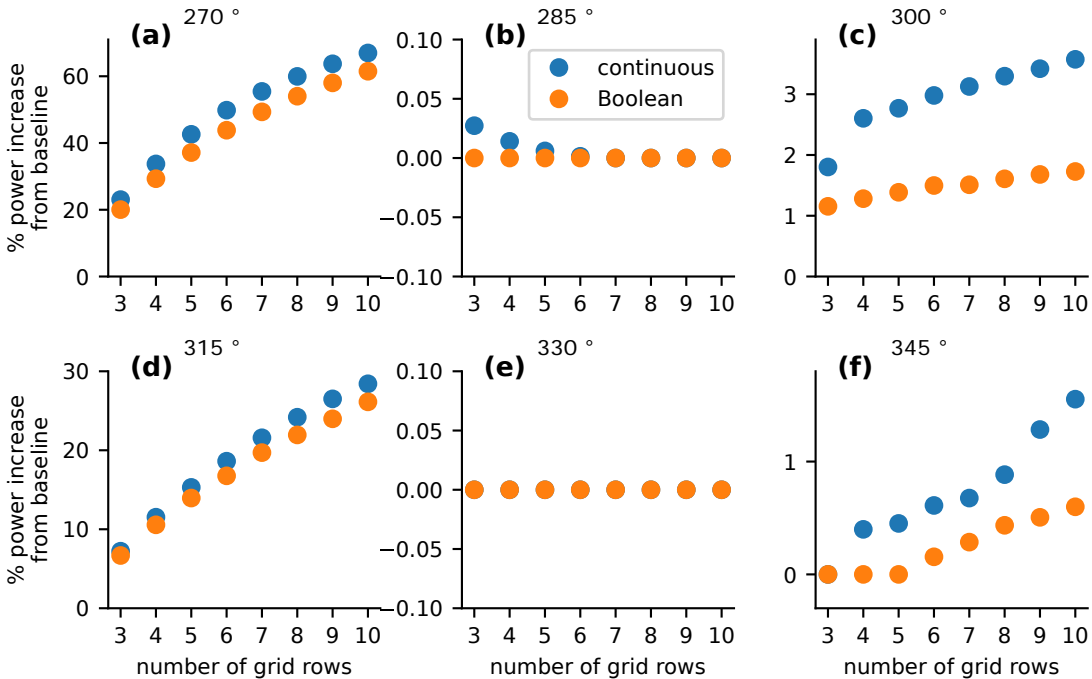 270 °
285 °
300 °
(a)
(b)
(c)
% power increase
from baseline
60
40
20
0
3 4 5 6 7 8 9 10
0.10
0.05
0.00
−0.05
−0.10
continuous
Boolean
3 4 5 6 7 8 9 10
3
2
1
0
3 4 5 6 7 8 9 10
315 °
330 °
345 °
(d)
(e)
(f)
% power increase
from baseline
30
20
10
0
3 4 5 6 7 8 9 10
number of grid rows
0.10
0.05
0.00
−0.05
−0.10
3 4 5 6 7 8 9 10
number of grid rows
1
0
3 4 5 6 7 8 9 10
number of grid rows